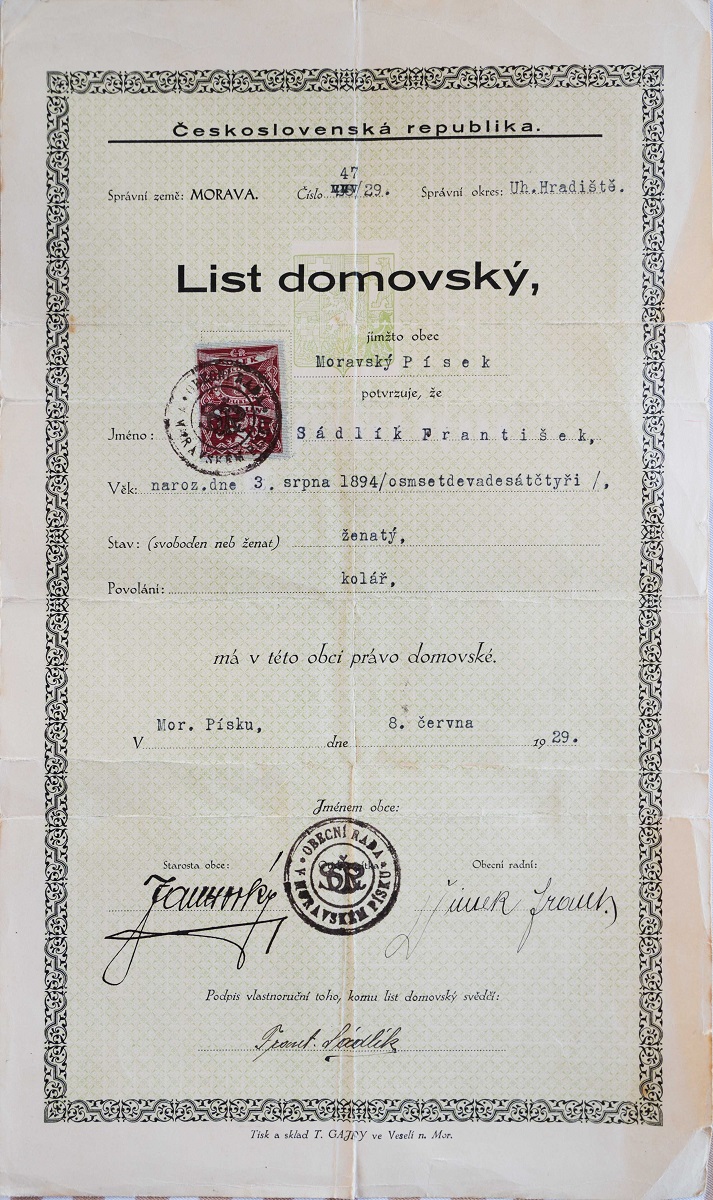 Československá republika.
Správní země: MORAVA. Číslo 47/29. Správní okres: Uh.Hradiště.
List domovský,
jímžto obec
Moravský Písek
potvrzuje, že
Jméno: Sádlík František,
Věk: naroz.dne 3. srpna 1894/osmsetdevadesátčtyři/,
Stav: (svoboden neb ženat) ženatý,
Povolání: kolář,
má v této obci právo domovské.
V Mor. Písku, dne 8. června 1929.
Jménem obce:
OBECNÍ RADA
V MORAVSKÉM PÍSKU
Starosta obce: Obecní radní:
Podpis vlastnoruční toho, komu list domovský svědčí:
Frant. Sádlík
Tisk a sklad T. GAJDY ve Veselí n. Mor.